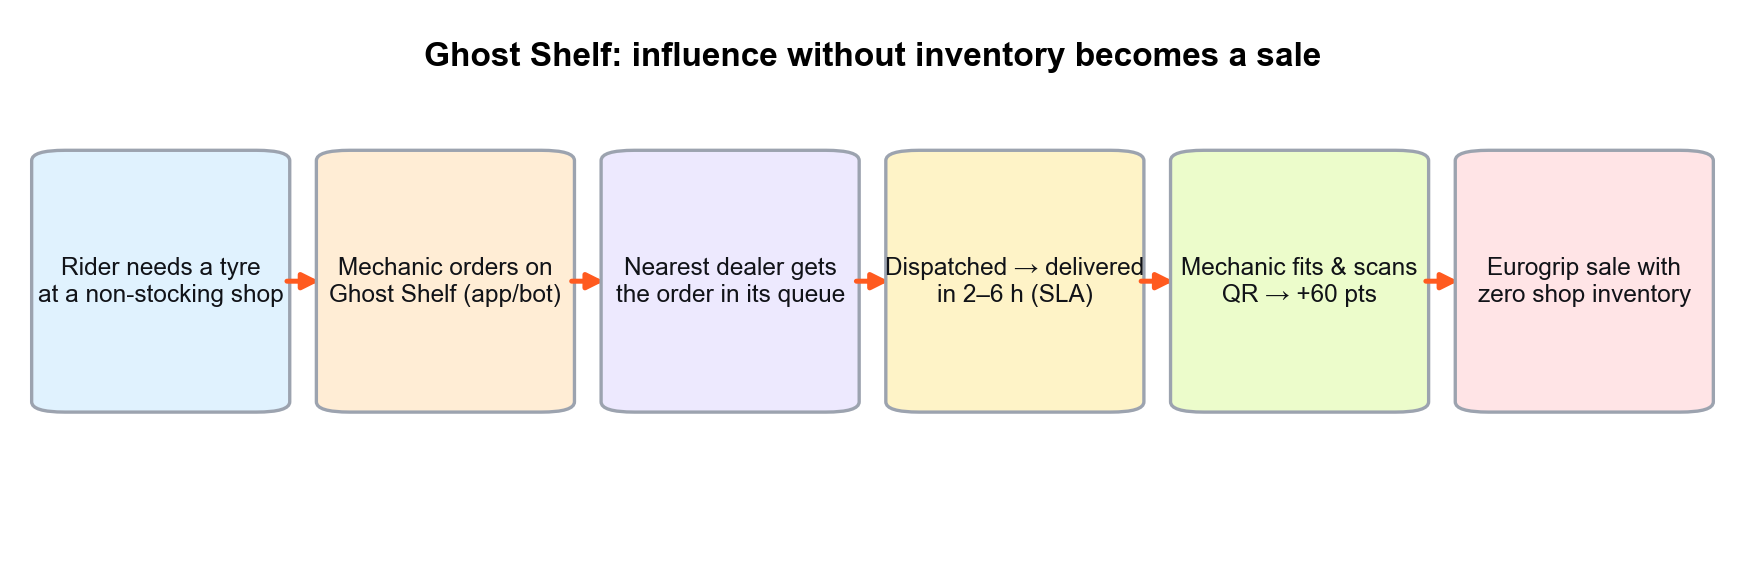 Ghost Shelf: influence without inventory becomes a sale
Rider needs a tyre
at a non-stocking shop
Mechanic orders on
Ghost Shelf (app/bot)
Nearest dealer gets
the order in its queue
Dispatched → delivered
in 2–6 h (SLA)
Mechanic fits & scans
QR → +60 pts
Eurogrip sale with
zero shop inventory